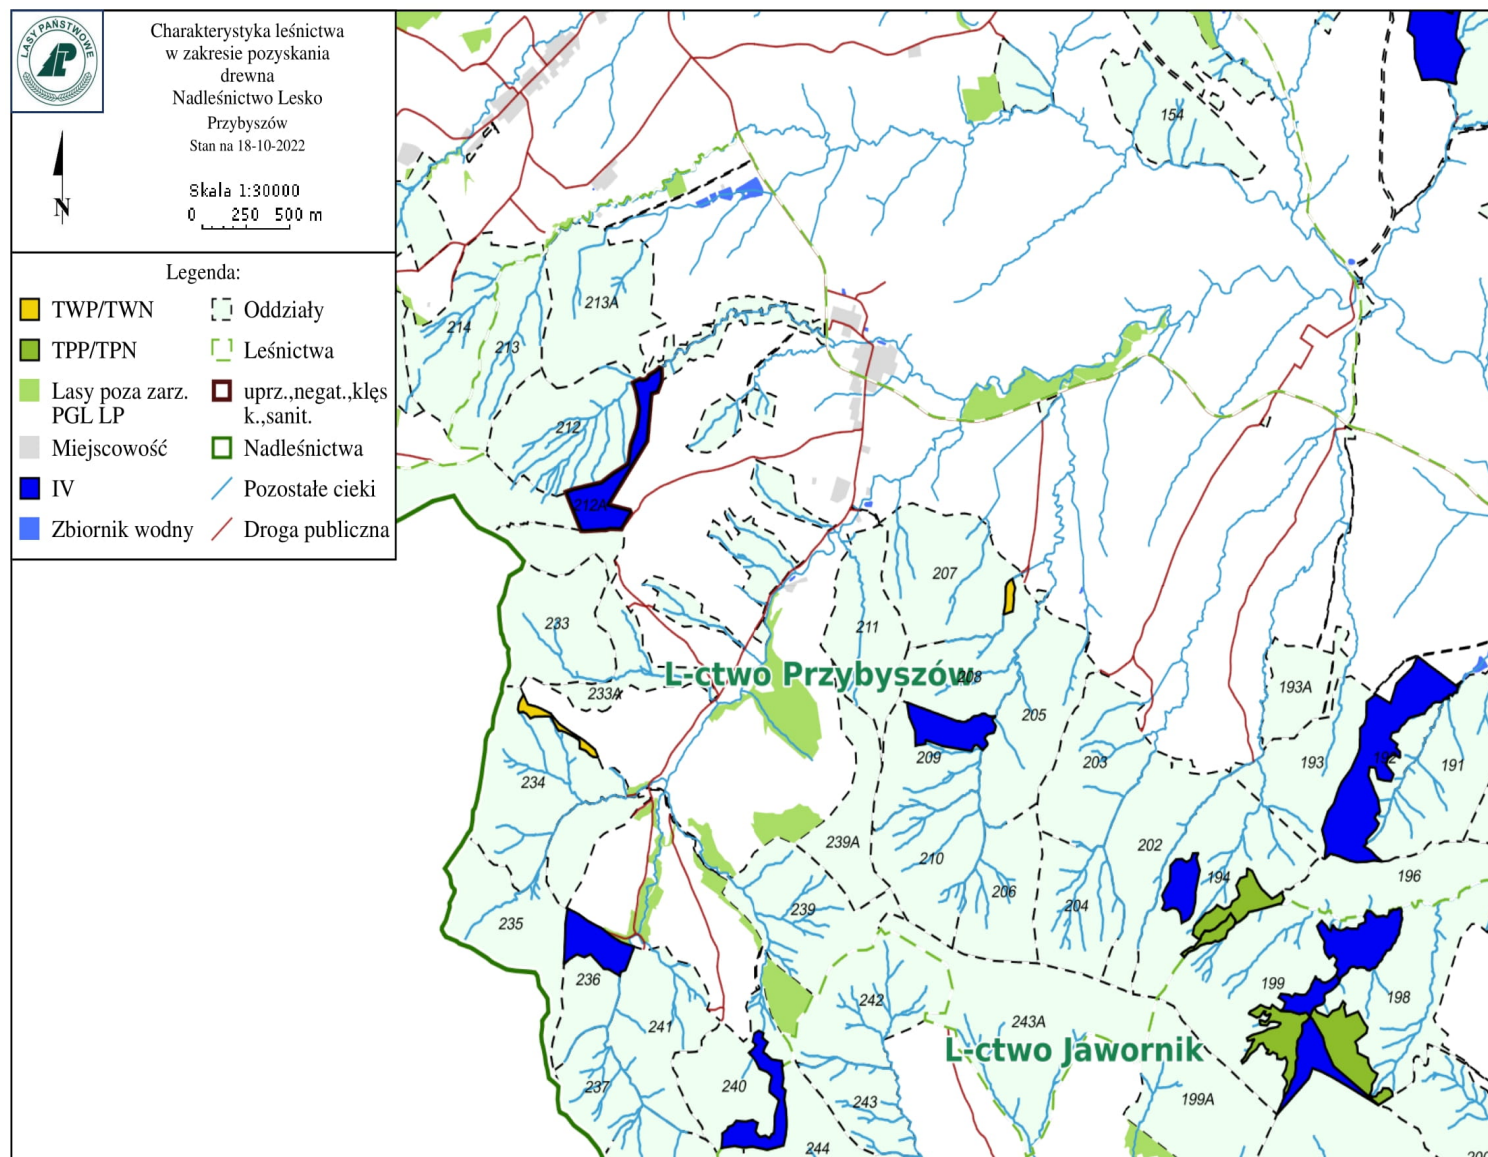 LASY PAŃSTWOWE
Charakterystyka leśnictwa
w zakresie pozyskania
drewna
Nadleśnictwo Lesko
Przybyszów
Stan na 18-10-2022
N
Skala 1:30000
0 250 500 m
Legenda:
TWP/TWN
Oddziały
TPP/TPN
Leśnictwa
Lasy poza zarz.
PGL LP
uprz.,negat.,klęs
k.,sanit.
Miejscowość
Nadleśnictwa
IV
Pozostałe cieki
Zbiornik wodny
Droga publiczna
154
213A
214
213
212
212A
207
233
211
L-ctwo Przybyszów
208
233A
193A
205
209
203
193
192
191
234
239A
202
210
194
196
206
204
239
235
236
199
198
242
241
243A
L-ctwo Jawornik
237
240
243
199A
244